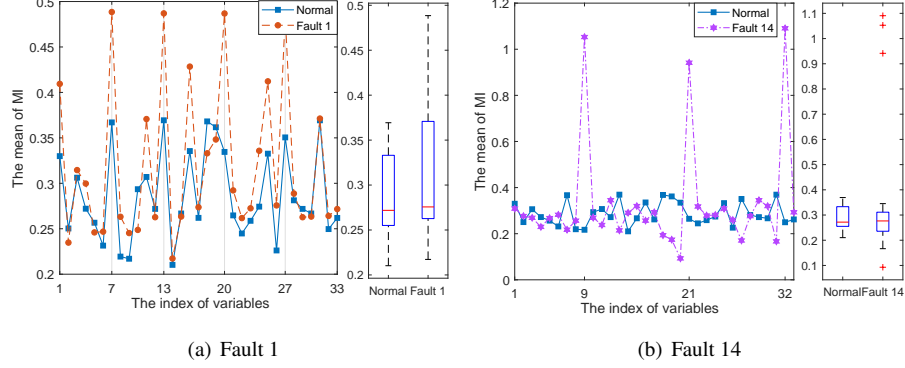 0.5
0.45
0.4
0.35
0.3
0.25
0.2
The mean of MI
1 7 13 20 27 33
The index of variables
Normal
Fault 1
0.5
0.45
0.4
0.35
0.3
0.25
0.2
Normal Fault 1
(a) Fault 1
1.2
1
0.8
0.6
0.4
0.2
0
The mean of MI
1 9 21 32
The index of variables
Normal
Fault 14
1.1
1
0.9
0.8
0.7
0.6
0.5
0.4
0.3
0.2
0.1
Normal Fault 14
(b) Fault 14